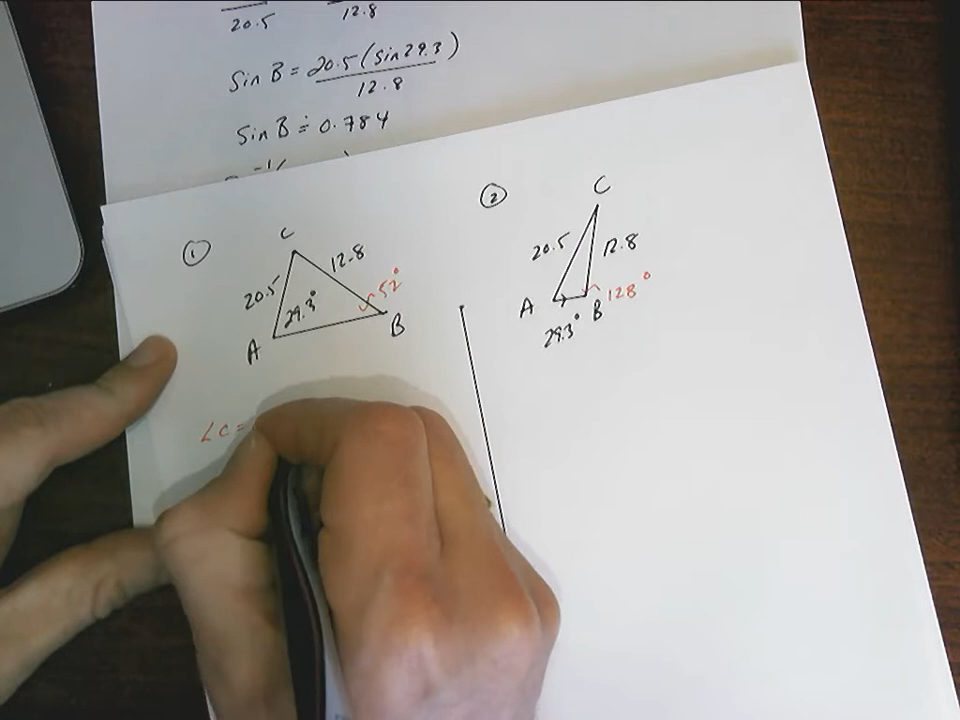 20.5 12.8
Sin B = 20.5 (Sin 29.3)
12.8
Sin B ≐ 0.784
-1
① C
20.5 12.8
29.3° 52°
A B
② C
20.5 12.8
A B 128°
29.3°
∠C =